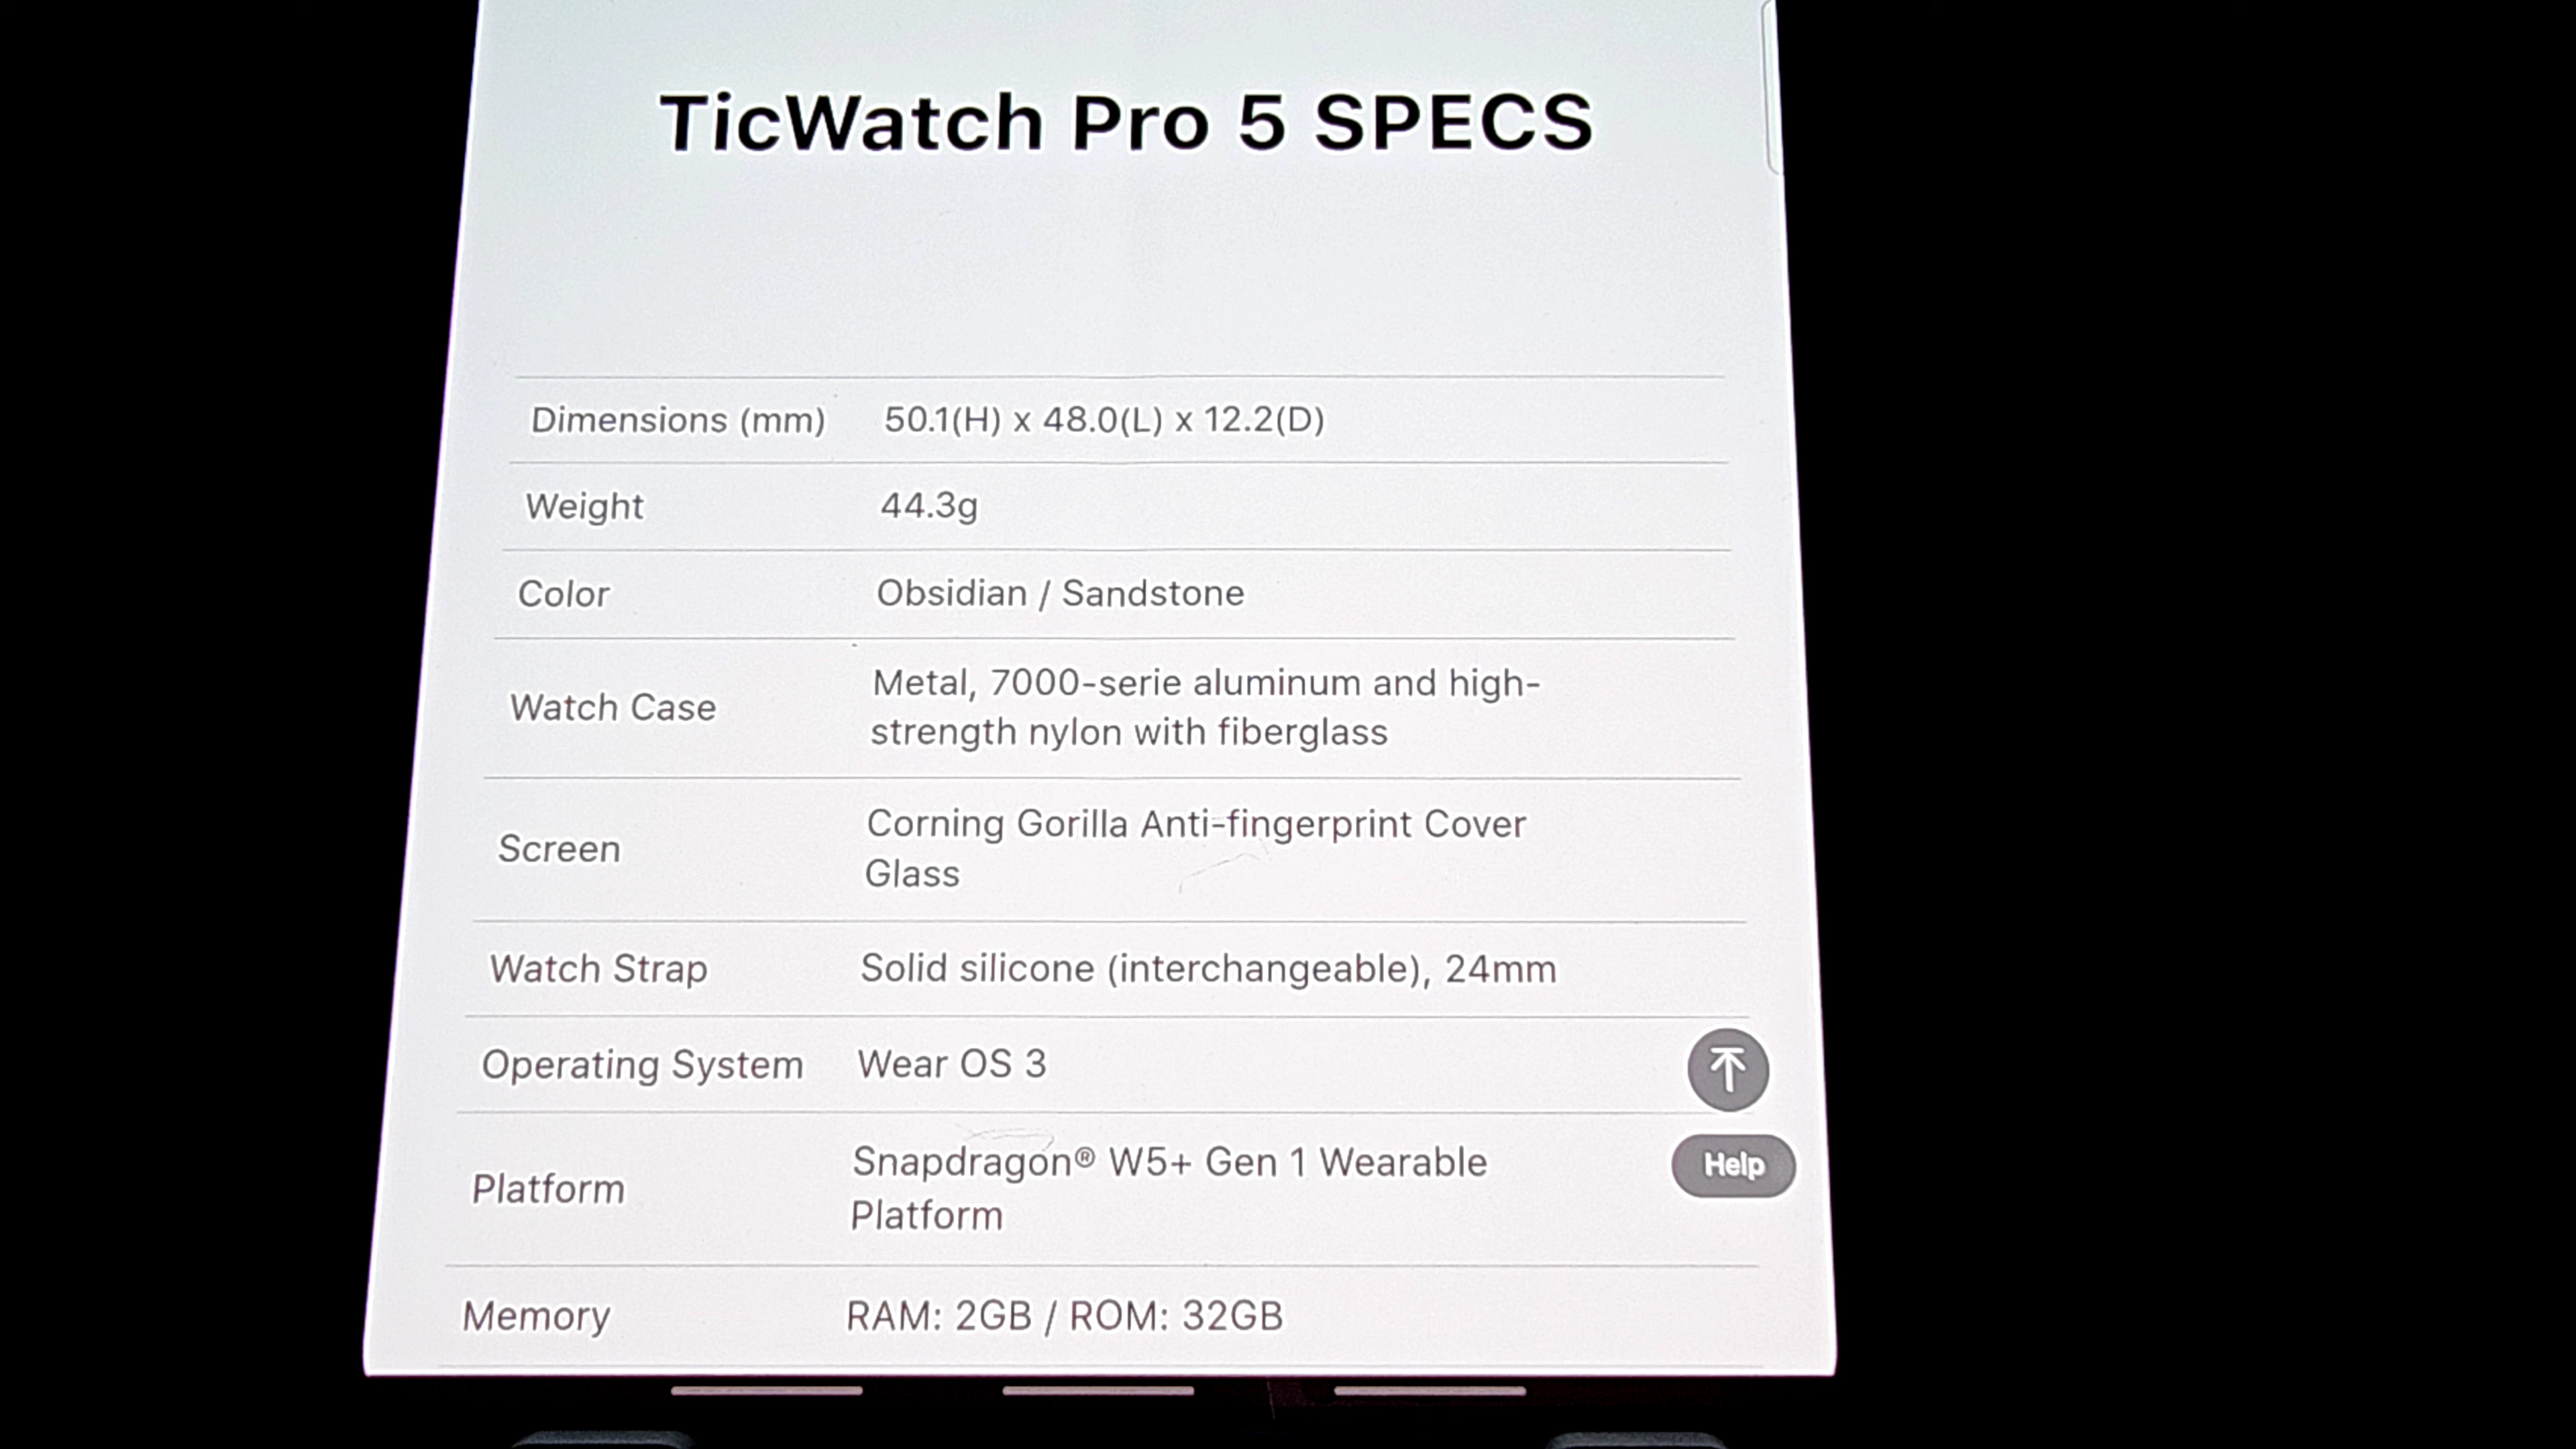 TicWatch Pro 5 SPECS
Dimensions (mm) 50.1(H) x 48.0(L) x 12.2(D)
Weight 44.3g
Color Obsidian / Sandstone
Watch Case Metal, 7000-serie aluminum and high-
strength nylon with fiberglass
Screen Corning Gorilla Anti-fingerprint Cover
Glass
Watch Strap Solid silicone (interchangeable), 24mm
Operating System Wear OS 3
Platform Snapdragon® W5+ Gen 1 Wearable
Platform
Help
Memory RAM: 2GB / ROM: 32GB